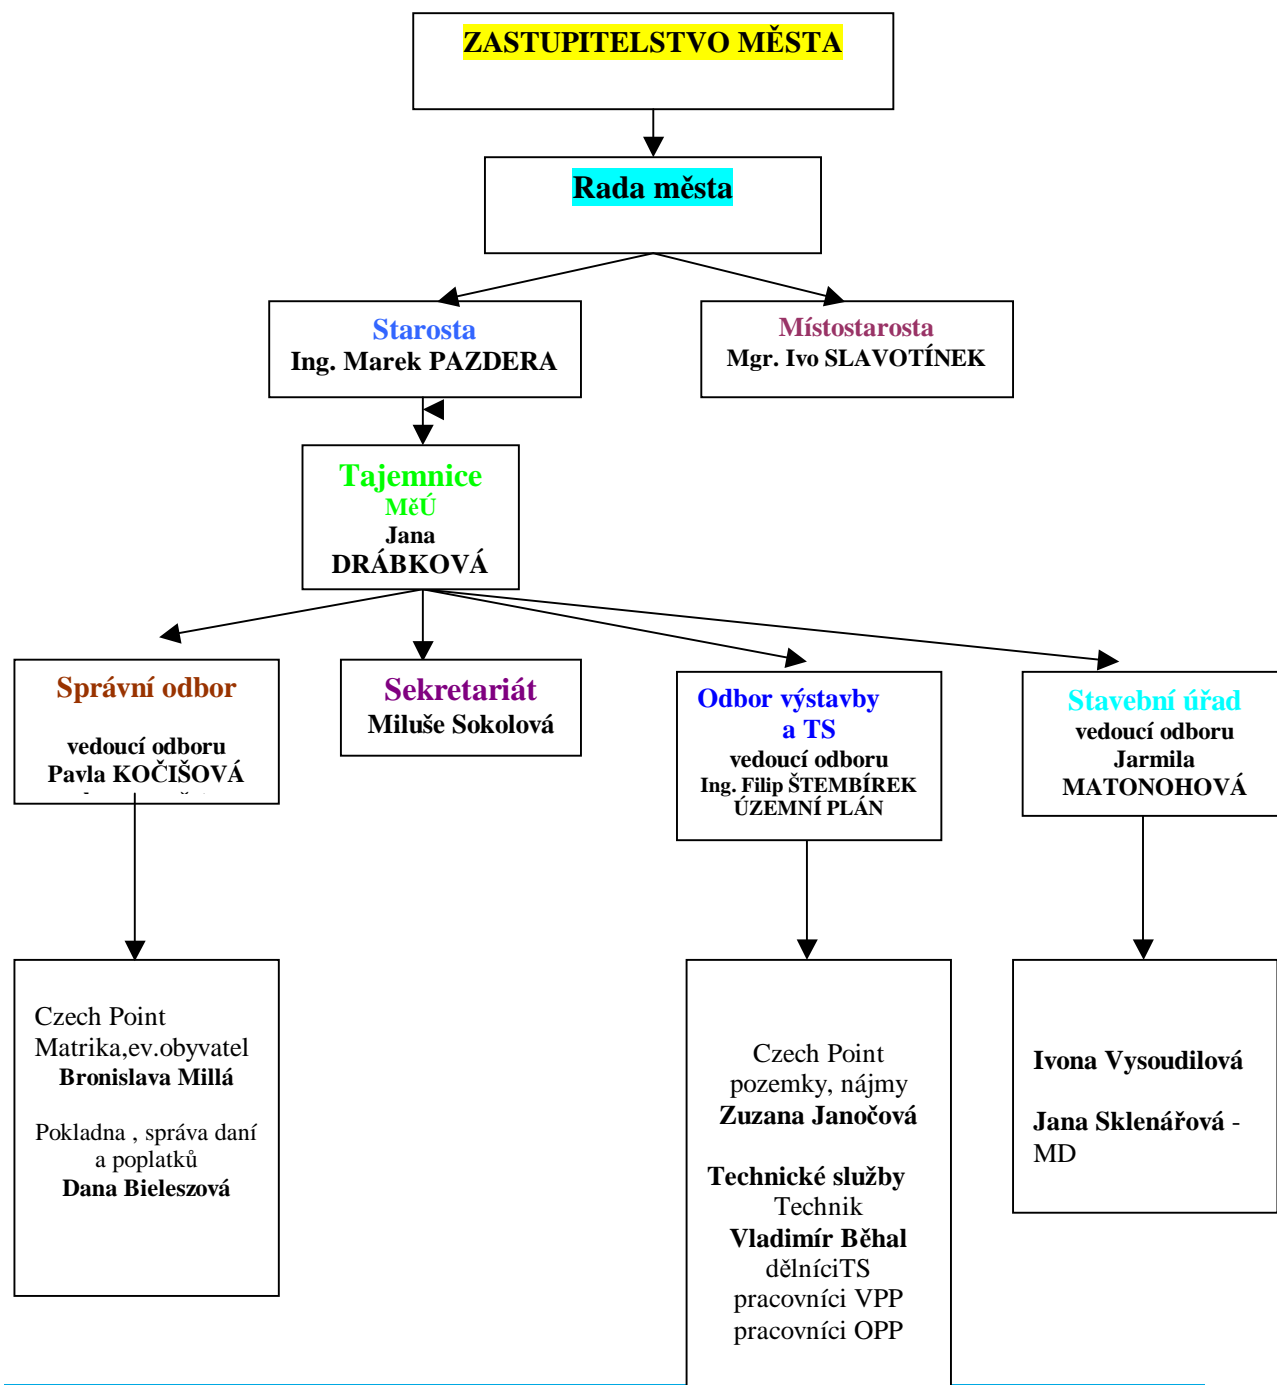 ZASTUPITELSTVO MĚSTA
Rada města
Starosta
Ing. Marek PAZDERA
Místostarosta
Mgr. Ivo SLAVOTÍNEK
Tajemnice
MěÚ
Jana
DRÁBKOVÁ
Správní odbor
vedoucí odboru
Pavla KOČIŠOVÁ
Sekretariát
Miluše Sokolová
Odbor výstavby
a TS
vedoucí odboru
Ing. Filip ŠTEMBÍREK
ÚZEMNÍ PLÁN
Stavební úřad
vedoucí odboru
Jarmila
MATONOHOVÁ
Czech Point
Matrika,ev.obyvatel
Bronislava Millá
Pokladna , správa daní
a poplatků
Dana Bieleszová
Czech Point
pozemky, nájmy
Zuzana Janočová
Technické služby
Technik
Vladimír Běhal
dělníciTS
pracovníci VPP
pracovníci OPP
Ivona Vysoudilová
Jana Sklenářová -
MD